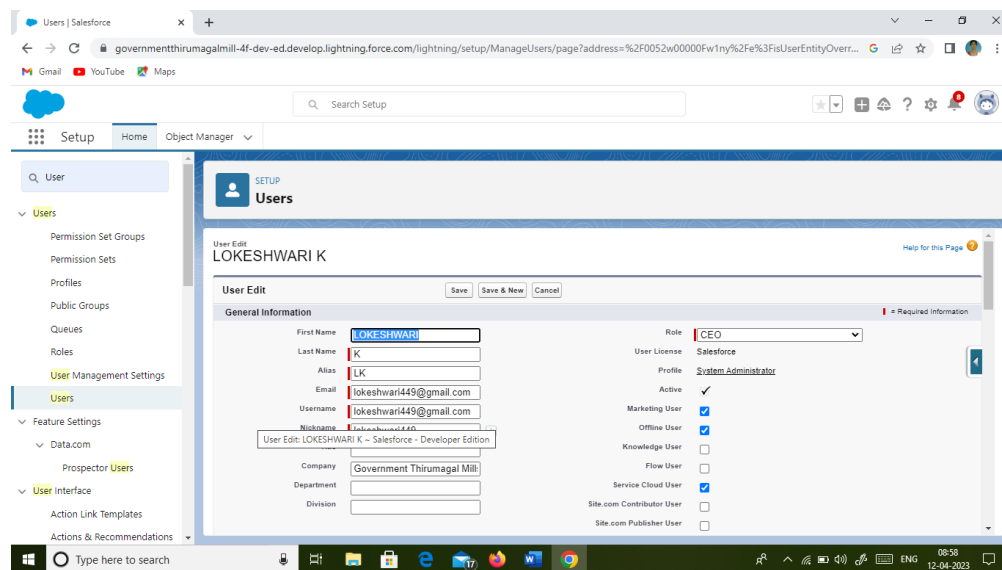 Users | Salesforce
governmentthirumagalmill-4f-dev-ed.develop.lightning.force.com/lightning/setup/ManageUsers/page?address=%2F0052w00000Fw1ny%2Fe%3FisUserEntityOverr...
Gmail YouTube Maps
Search Setup
8
Setup Home Object Manager
User
Users
Permission Set Groups
Permission Sets
Profiles
Public Groups
Queues
Roles
User Management Settings
Users
Feature Settings
Data.com
Prospector Users
User Interface
Action Link Templates
Actions & Recommendations
SETUP
Users
User Edit
LOKESHWARI K
Help for this Page ?
User Edit Save Save & New Cancel
General Information = Required Information
First Name LOKESHWARI Role CEO
Last Name K User License Salesforce
Alias LK Profile System Administrator
Email lokeshwari449@gmail.com Active
Username lokeshwari449@gmail.com Marketing User
Nickname lokeshwari449 Offline User
User Edit: LOKESHWARI K ~ Salesforce - Developer Edition
Knowledge User
Company Government Thirumagal Mill Flow User
Department Service Cloud User
Division Site.com Contributor User
Site.com Publisher User
Type here to search 17 ENG 08:58
12-04-2023